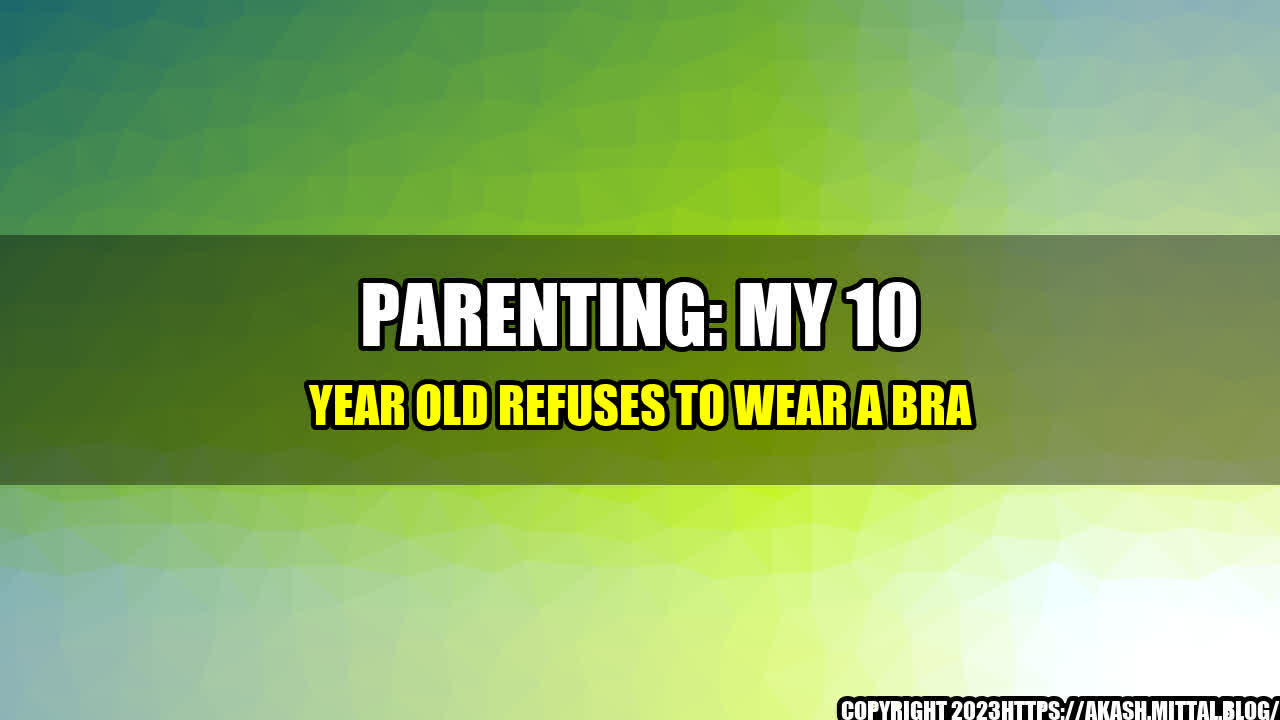 PARENTING: MY 10
YEAR OLD REFUSES TO WEAR A BRA
COPYRIGHT 2023HTTPS://AKASH.MITTAL.BLOG/